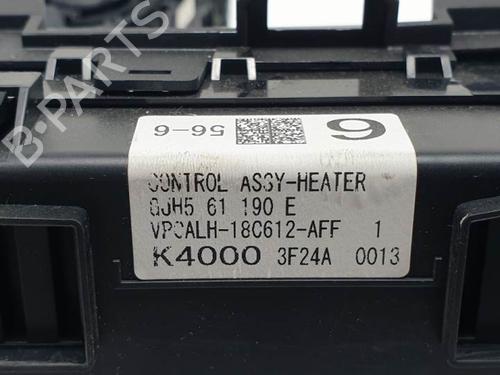 B-PARTS
56-6
9
CONTROL ASSY-HEATER
GJH5 61 190 E
VPCALH-18C612-AFF 1
K4000 3F24A 0013